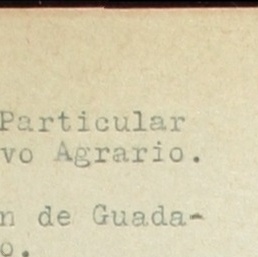 Particular
vo Agrario.
n de Guada-
o.